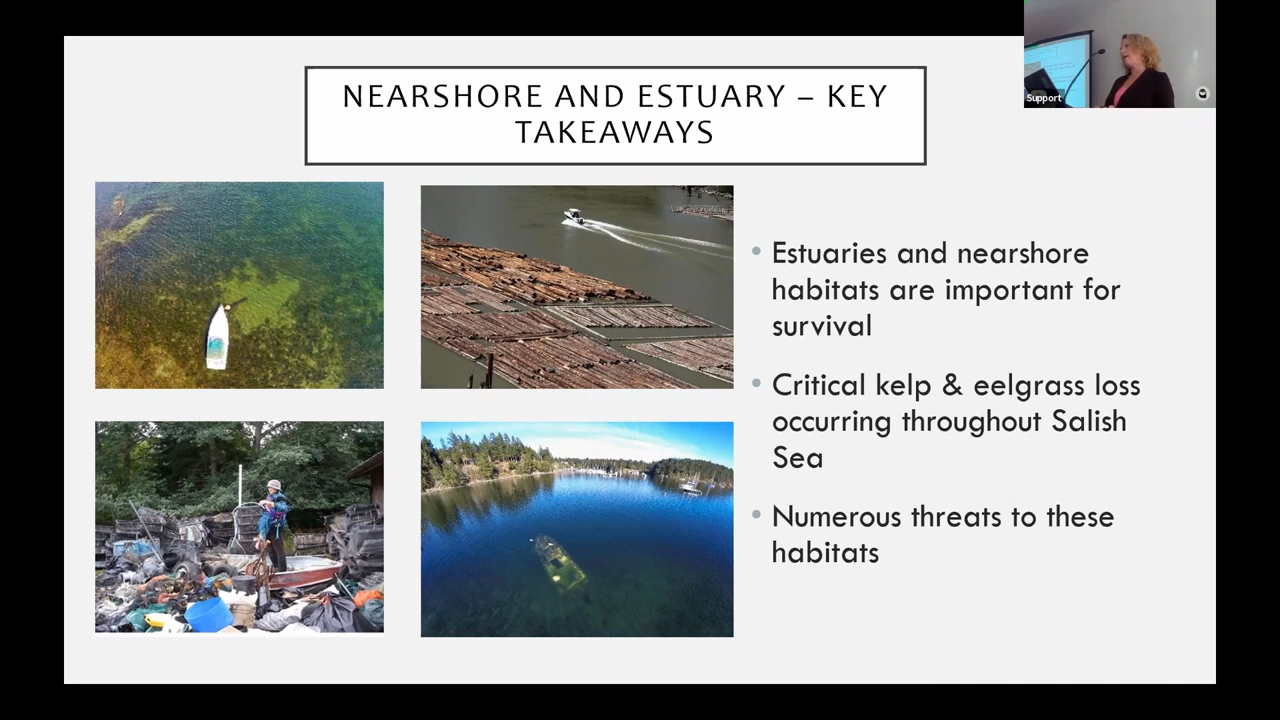 NEARSHORE AND ESTUARY – KEY
TAKEAWAYS
Estuaries and nearshore
habitats are important for
survival
Critical kelp & eelgrass loss
occurring throughout Salish
Sea
Numerous threats to these
habitats
Support